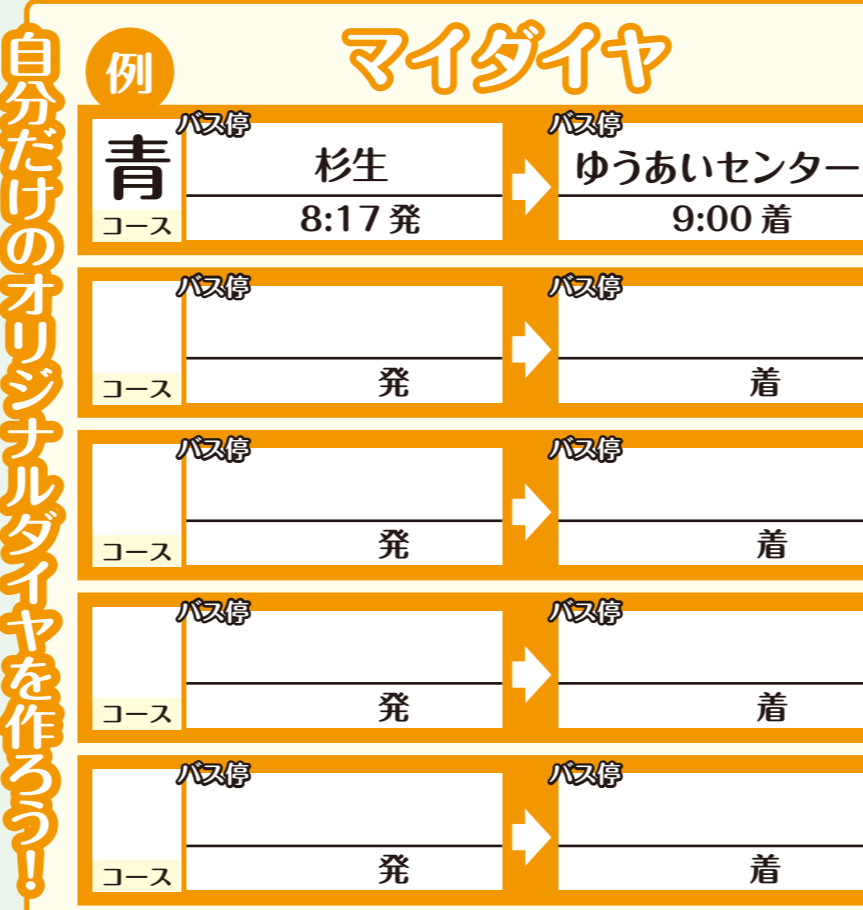 自分だけのオリジナルダイヤを作ろう！
例
マイダイヤ
青
コース
バス停
杉生
8:17発
バス停
ゆうあいセンター
9:00着
コース
バス停
発
バス停
着
コース
バス停
発
バス停
着
コース
バス停
発
バス停
着
コース
バス停
発
バス停
着